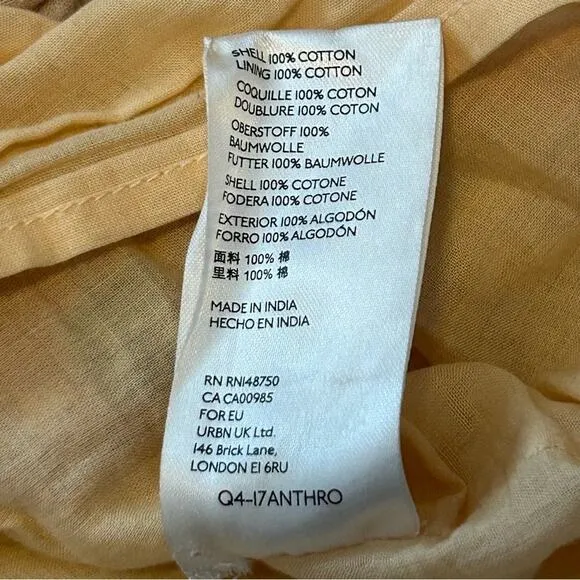 SHELL 100% COTTON
LINING 100% COTTON
COQUILLE 100% COTON
DOUBLURE 100% COTON
OBERSTOFF 100%
BAUMWOLLE
FUTTER 100% BAUMWOLLE
SHELL 100% COTONE
FODERA 100% COTONE
EXTERIOR 100% ALGODÓN
FORRO 100% ALGODÓN
面料 100% 棉
里料 100% 棉
MADE IN INDIA
HECHO EN INDIA
RN RN148750
CA CA00985
FOR EU
URBN UK Ltd.
146 Brick Lane,
LONDON E1 6RU
Q4-17ANTHRO